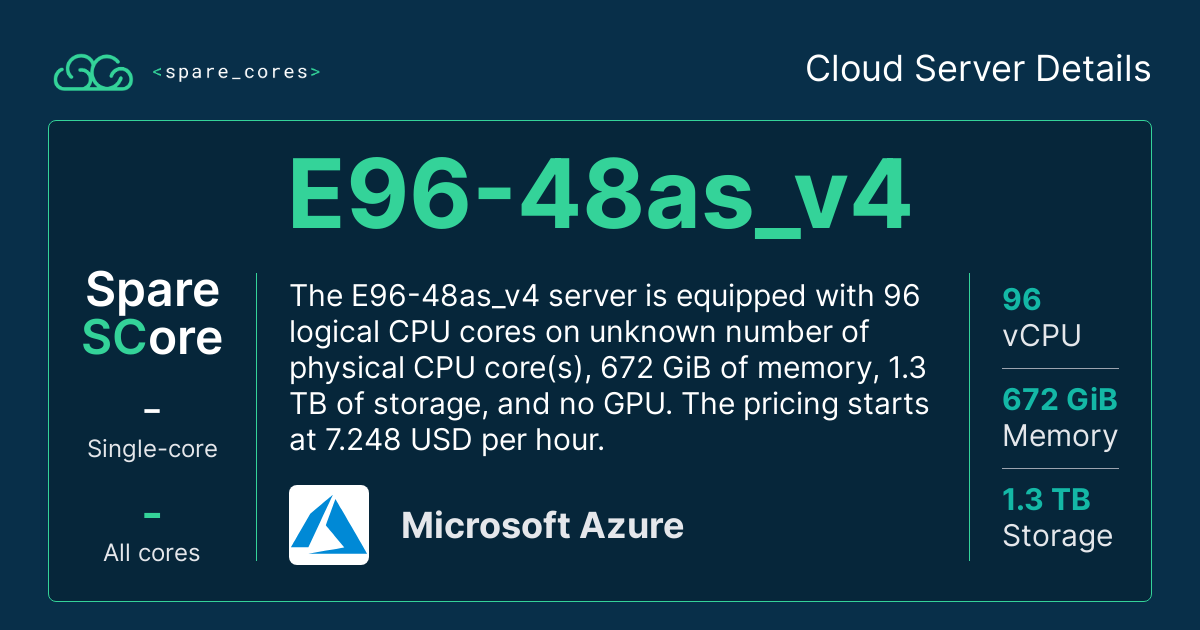 <spare_cores>
Cloud Server Details
E96-48as_v4
Spare
SCore
–
Single-core
–
All cores
The E96-48as_v4 server is equipped with 96
logical CPU cores on unknown number of
physical CPU core(s), 672 GiB of memory, 1.3
TB of storage, and no GPU. The pricing starts
at 7.248 USD per hour.
Microsoft Azure
96
vCPU
672 GiB
Memory
1.3 TB
Storage